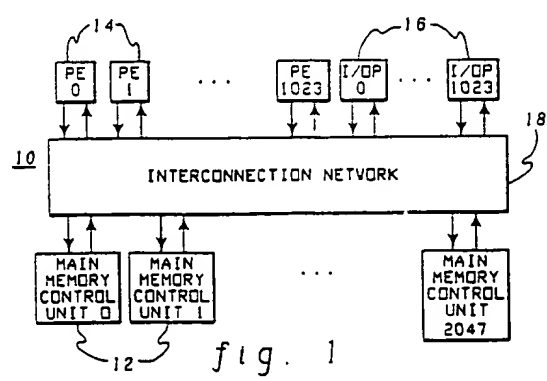 14
16
PE 0
PE 1
...
PE 1023
I/OP 0
...
I/OP 1023
10
18
INTERCONNECTION NETWORK
MAIN MEMORY CONTROL UNIT 0
MAIN MEMORY CONTROL UNIT 1
...
MAIN MEMORY CONTROL UNIT 2047
12
fig. 1